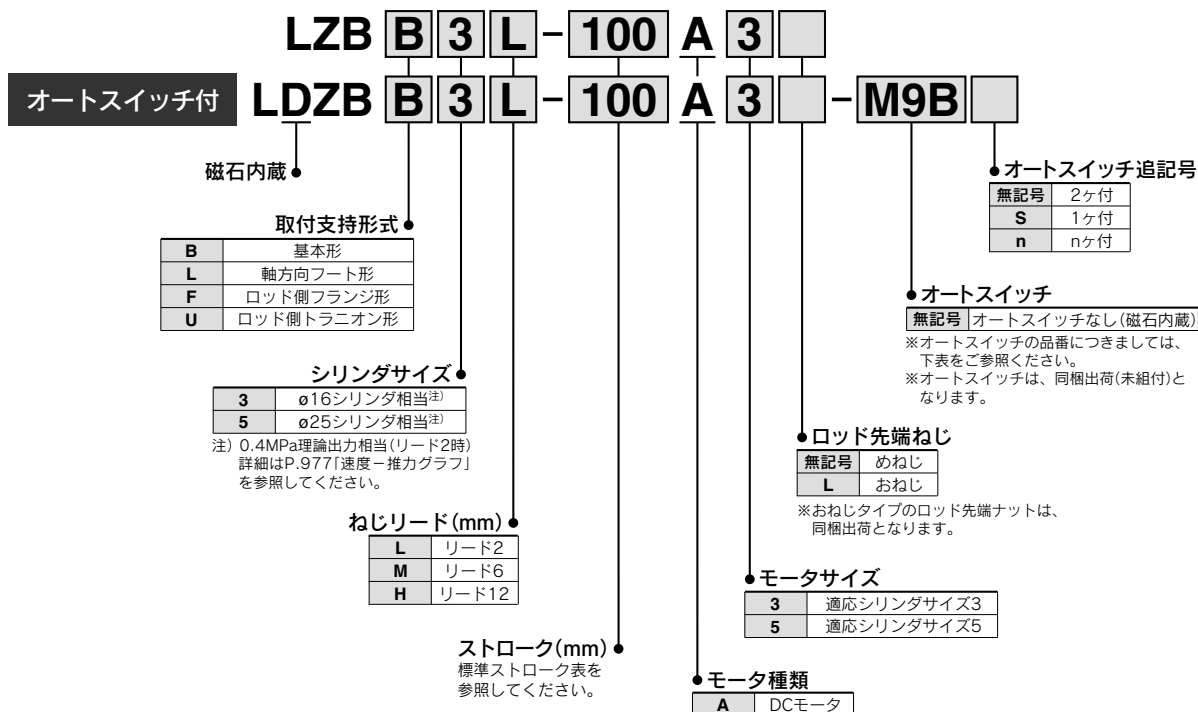 LZB B 3 L - 100 A 3
オートスイッチ付 LDZB B 3 L - 100 A 3 - M9B
磁石内蔵
取付支持形式
B 基本形
L 軸方向フート形
F ロッド側フランジ形
U ロッド側トラニオン形
シリンダサイズ
3 ø16シリンダ相当注)
5 ø25シリンダ相当注)
注) 0.4MPa理論出力相当(リード2時)
詳細はP.977「速度－推力グラフ」
を参照してください。
ねじリード(mm)
L リード2
M リード6
H リード12
ストローク(mm)
標準ストローク表を
参照してください。
モータ種類
A DCモータ
モータサイズ
3 適応シリンダサイズ3
5 適応シリンダサイズ5
ロッド先端ねじ
無記号 めねじ
L おねじ
※おねじタイプのロッド先端ナットは、
同梱出荷となります。
オートスイッチ
無記号 オートスイッチなし(磁石内蔵)
※オートスイッチの品番につきましては、
下表をご参照ください。
※オートスイッチは、同梱出荷(未組付)と
なります。
オートスイッチ追記号
無記号 2ヶ付
S 1ヶ付
n nヶ付